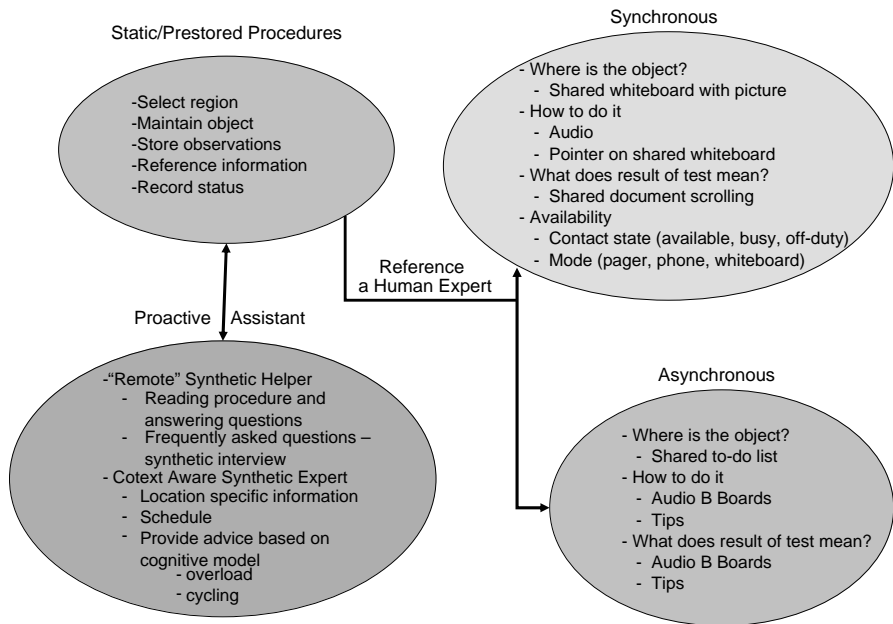 Static/Prestored Procedures
-Select region
-Maintain object
-Store observations
-Reference information
-Record status
Synchronous
- Where is the object?
- Shared whiteboard with picture
- How to do it
- Audio
- Pointer on shared whiteboard
- What does result of test mean?
- Shared document scrolling
- Availability
- Contact state (available, busy, off-duty)
- Mode (pager, phone, whiteboard)
Reference
a Human Expert
Proactive Assistant
-“Remote” Synthetic Helper
- Reading procedure and
answering questions
- Frequently asked questions –
synthetic interview
- Cotext Aware Synthetic Expert
- Location specific information
- Schedule
- Provide advice based on
cognitive model
- overload
- cycling
Asynchronous
- Where is the object?
- Shared to-do list
- How to do it
- Audio B Boards
- Tips
- What does result of test mean?
- Audio B Boards
- Tips